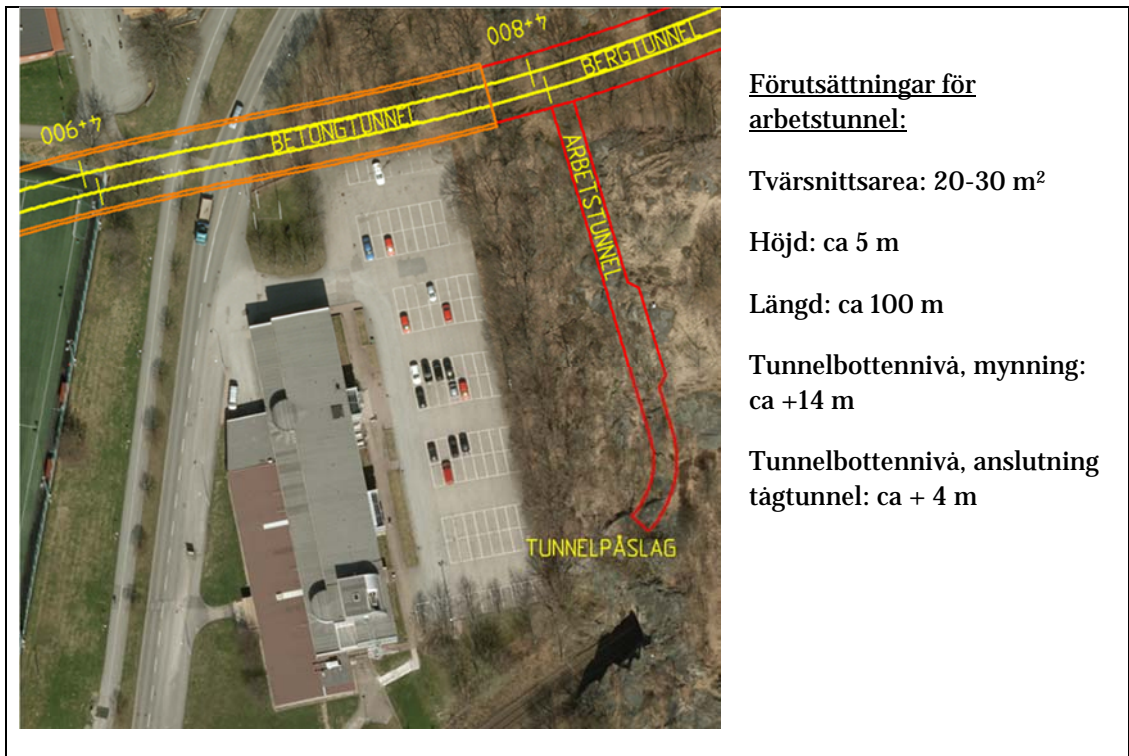 4+900
BETONGTUNNEL
4+800
BERGTUNNEL
ARBETSTUNNEL
TUNNELPÅSLAG
Förutsättningar för
arbetstunnel:
Tvärsnittsarea: 20-30 m²
Höjd: ca 5 m
Längd: ca 100 m
Tunnelbottennivå, mynning:
ca +14 m
Tunnelbottennivå, anslutning
tågtunnel: ca + 4 m